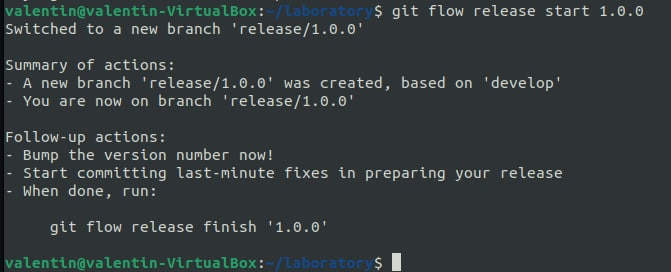 valentin@valentin-VirtualBox:~/laboratory$ git flow release start 1.0.0
Switched to a new branch 'release/1.0.0'
Summary of actions:
- A new branch 'release/1.0.0' was created, based on 'develop'
- You are now on branch 'release/1.0.0'
Follow-up actions:
- Bump the version number now!
- Start committing last-minute fixes in preparing your release
- When done, run:
git flow release finish '1.0.0'
valentin@valentin-VirtualBox:~/laboratory$